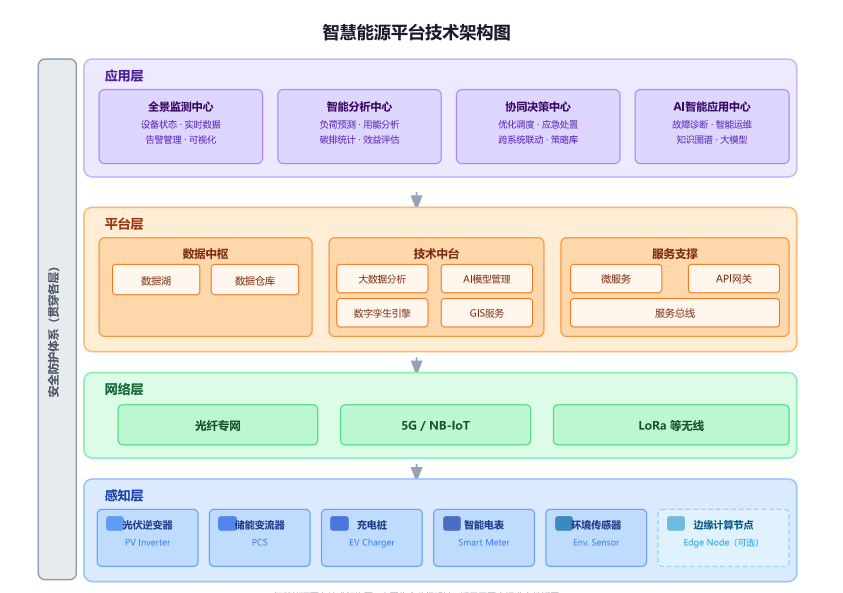 智慧能源平台技术架构图
安全防护体系（贯穿各层）
应用层
全景监测中心
设备状态 · 实时数据
告警管理 · 可视化
智能分析中心
负荷预测 · 用能分析
碳排统计 · 效益评估
协同决策中心
优化调度 · 应急处置
跨系统联动 · 策略库
AI智能应用中心
故障诊断 · 智能运维
知识图谱 · 大模型
平台层
数据中枢
数据湖
数据仓库
技术中台
大数据分析
AI模型管理
数字孪生引擎
GIS服务
服务支撑
微服务
API网关
服务总线
网络层
光纤专网
5G / NB-IoT
LoRa 等无线
感知层
光伏逆变器
PV Inverter
储能变流器
PCS
充电桩
EV Charger
智能电表
Smart Meter
环境传感器
Env. Sensor
边缘计算节点
Edge Node（可选）